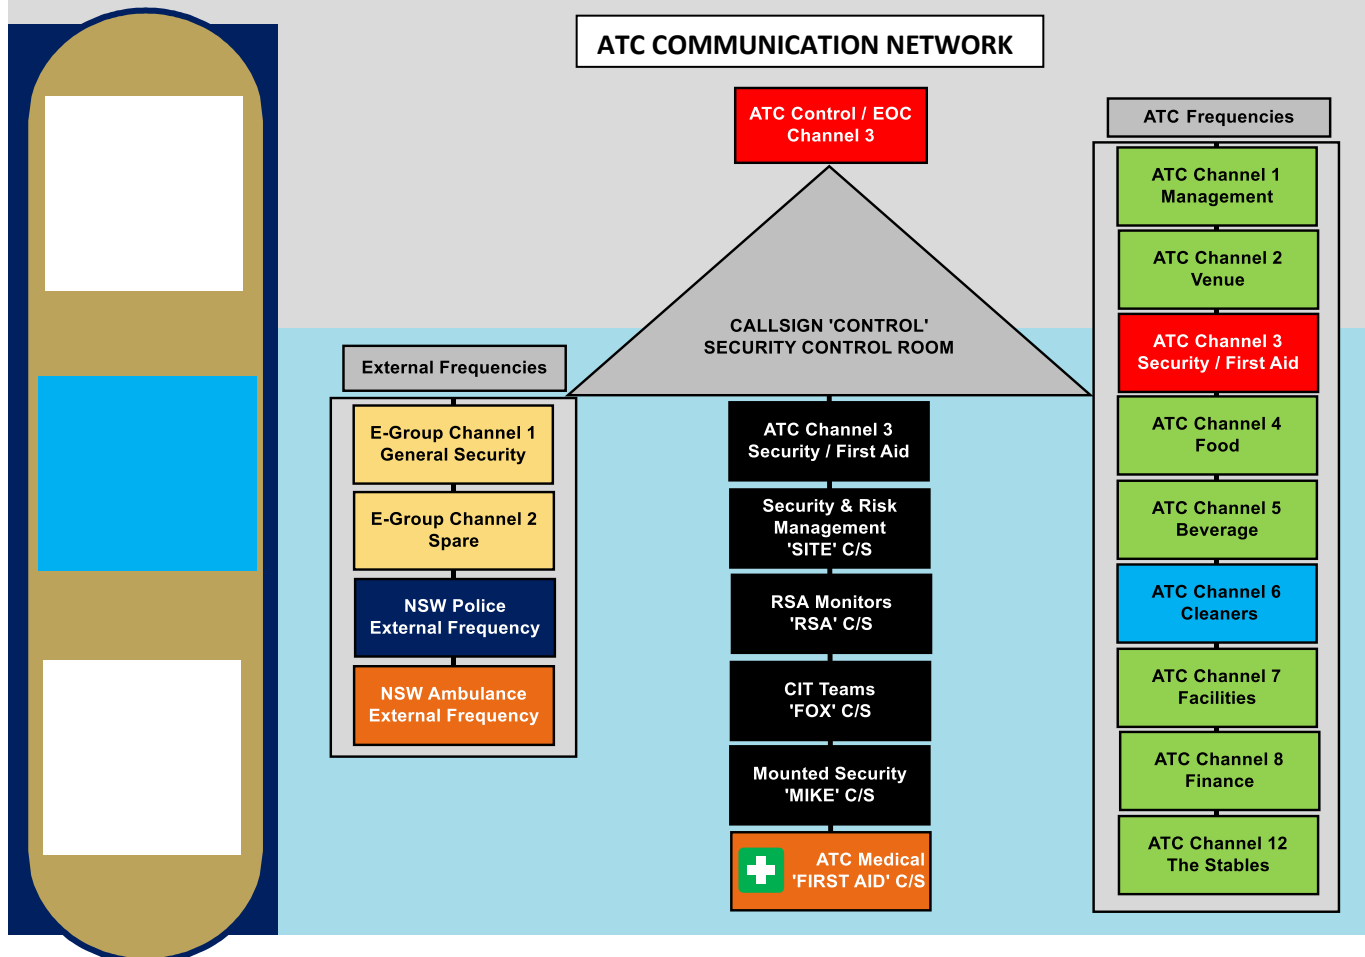 ATC COMMUNICATION NETWORK
ATC Control / EOC
Channel 3
CALLSIGN 'CONTROL'
SECURITY CONTROL ROOM
External Frequencies
E-Group Channel 1
General Security
E-Group Channel 2
Spare
NSW Police
External Frequency
NSW Ambulance
External Frequency
ATC Channel 3
Security / First Aid
Security & Risk
Management
'SITE' C/S
RSA Monitors
'RSA' C/S
CIT Teams
'FOX' C/S
Mounted Security
'MIKE' C/S
ATC Medical
'FIRST AID' C/S
ATC Frequencies
ATC Channel 1
Management
ATC Channel 2
Venue
ATC Channel 3
Security / First Aid
ATC Channel 4
Food
ATC Channel 5
Beverage
ATC Channel 6
Cleaners
ATC Channel 7
Facilities
ATC Channel 8
Finance
ATC Channel 12
The Stables